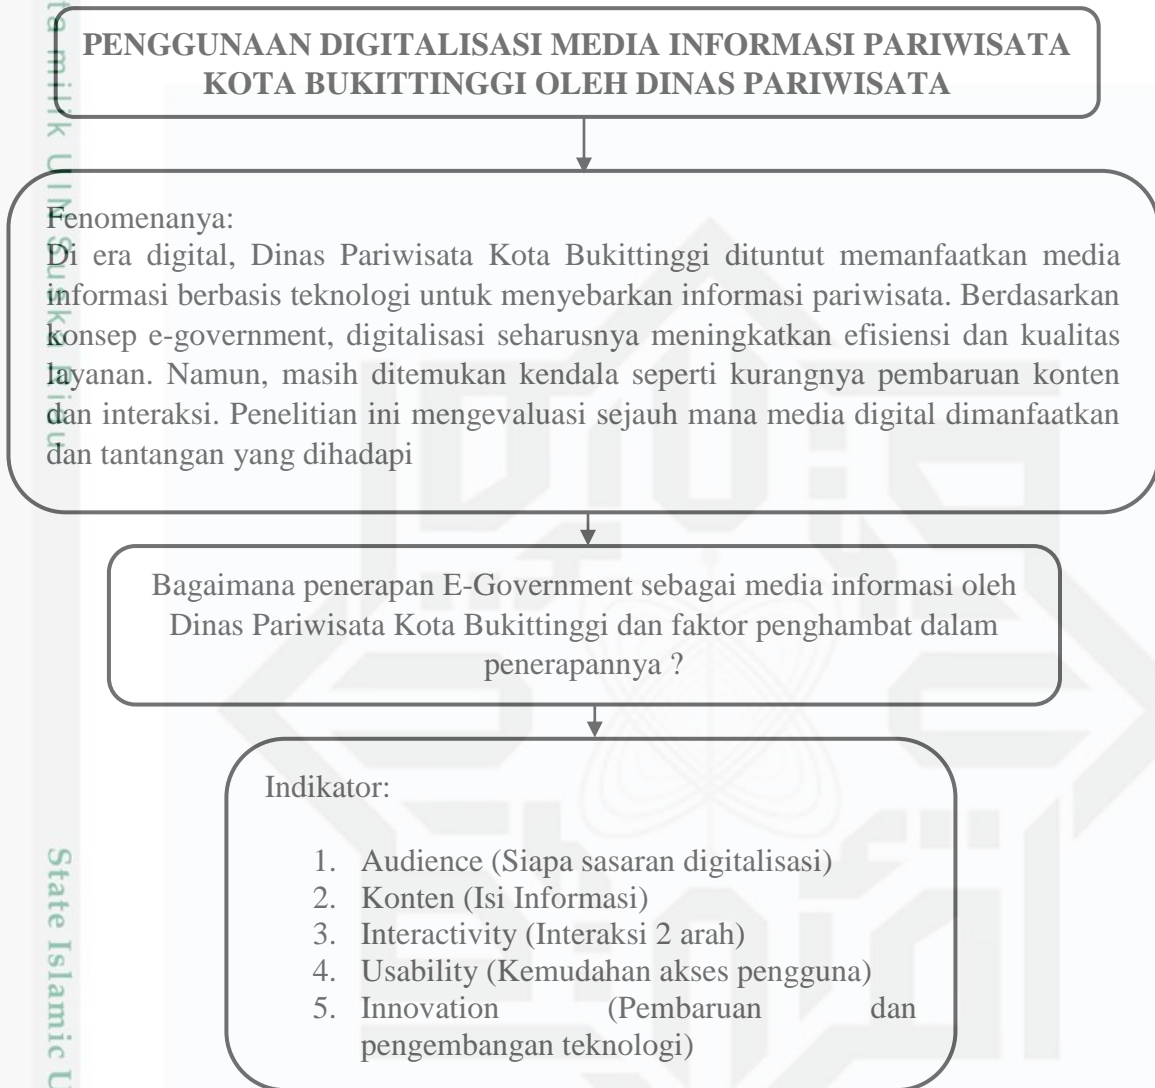 PENGGUNAAN DIGITALISASI MEDIA INFORMASI PARIWISATA
KOTA BUKITTINGGI OLEH DINAS PARIWISATA
Fenomenanya:
Di era digital, Dinas Pariwisata Kota Bukittinggi dituntut memanfaatkan media
informasi berbasis teknologi untuk menyebarkan informasi pariwisata. Berdasarkan
konsep e-government, digitalisasi seharusnya meningkatkan efisiensi dan kualitas
layanan. Namun, masih ditemukan kendala seperti kurangnya pembaruan konten
dan interaksi. Penelitian ini mengevaluasi sejauh mana media digital dimanfaatkan
dan tantangan yang dihadapi
Bagaimana penerapan E-Government sebagai media informasi oleh
Dinas Pariwisata Kota Bukittinggi dan faktor penghambat dalam
penerapannya ?
Indikator:
1. Audience (Siapa sasaran digitalisasi)
2. Konten (Isi Informasi)
3. Interactivity (Interaksi 2 arah)
4. Usability (Kemudahan akses pengguna)
5. Innovation (Pembaruan dan
pengembangan teknologi)
milik UIN Suska Riau
State Islamic